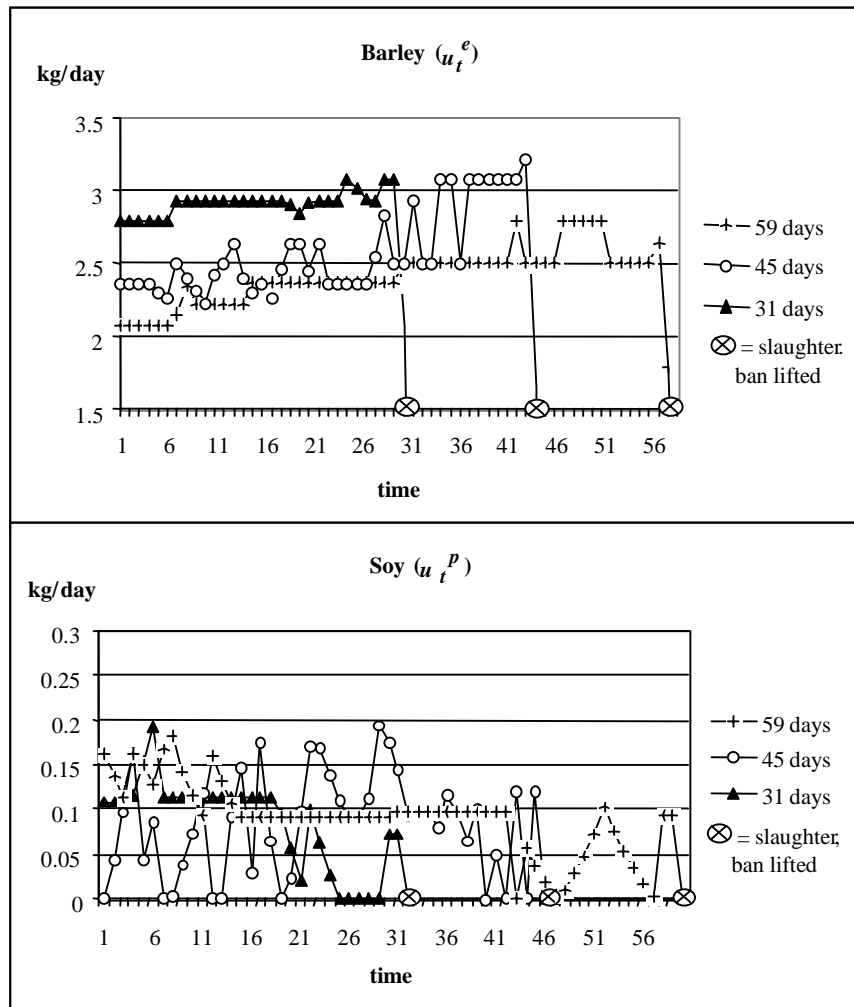 Barley (u_t^e)
kg/day
3.5
3
2.5
2
1.5
1 6 11 16 21 26 31 36 41 46 51 56
time
59 days
45 days
31 days
= slaughter.
ban lifted
Soy (u_t^p)
kg/day
0.3
0.25
0.2
0.15
0.1
0.05
0
1 6 11 16 21 26 31 36 41 46 51 56
time
59 days
45 days
31 days
= slaughter,
ban lifted